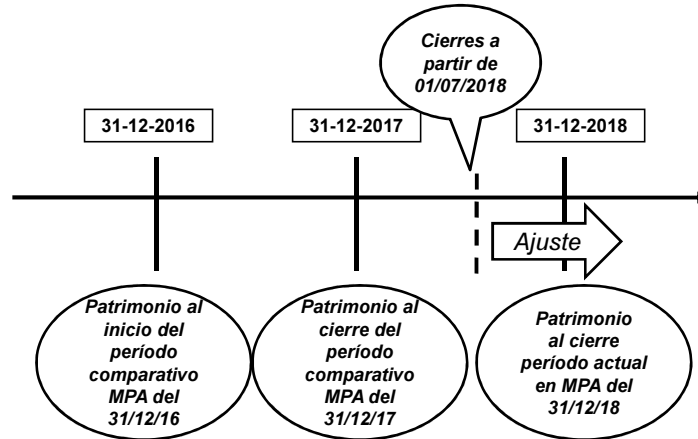 Cierres a
partir de
01/07/2018
31-12-2016
31-12-2017
31-12-2018
Ajuste
Patrimonio al
inicio del
período
comparativo
MPA del
31/12/16
Patrimonio al
cierre del
período
comparativo
MPA del
31/12/17
Patrimonio
al cierre
período actual
en MPA del
31/12/18